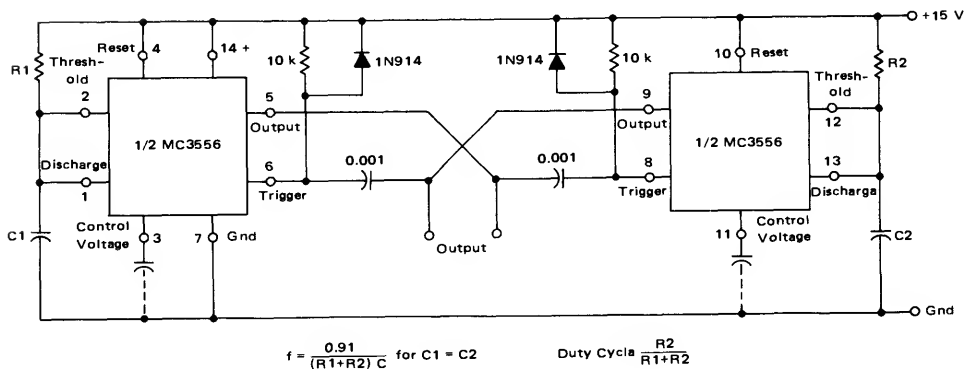 +15 V
R1
Thresh-
old
2
Reset 4
14 +
10 k
1N914
1N914
10 k
10 Reset
Thresh-
old
12
R2
5
Output
9
Output
1/2 MC3556
1/2 MC3556
Discharge
1
6
Trigger
0.001
0.001
8
Trigger
13
Discharga
C1
Control
Voltage
3
7 Gnd
Output
11
Control
Voltage
C2
Gnd
f = 0.91 / (R1+R2) C for C1 = C2
Duty Cycla R2 / R1+R2